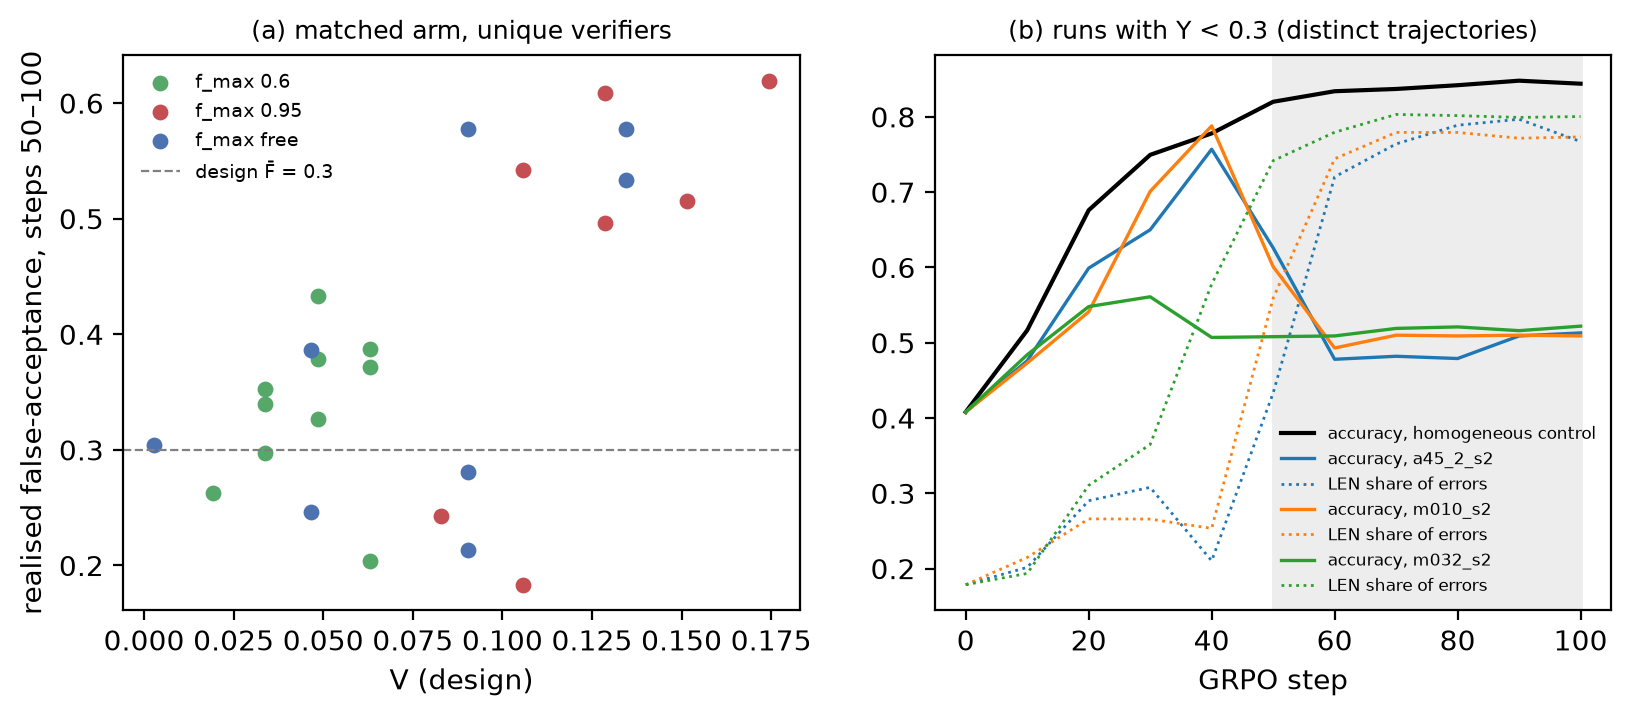 (a) matched arm, unique verifiers
realised false-acceptance, steps 50–100
0.6
0.5
0.4
0.3
0.2
f_max 0.6
f_max 0.95
f_max free
design F̄ = 0.3
0.000 0.025 0.050 0.075 0.100 0.125 0.150 0.175
V (design)
(b) runs with Y < 0.3 (distinct trajectories)
0.8
0.7
0.6
0.5
0.4
0.3
0.2
accuracy, homogeneous control
accuracy, a45_2_s2
LEN share of errors
accuracy, m010_s2
LEN share of errors
accuracy, m032_s2
LEN share of errors
0 20 40 60 80 100
GRPO step